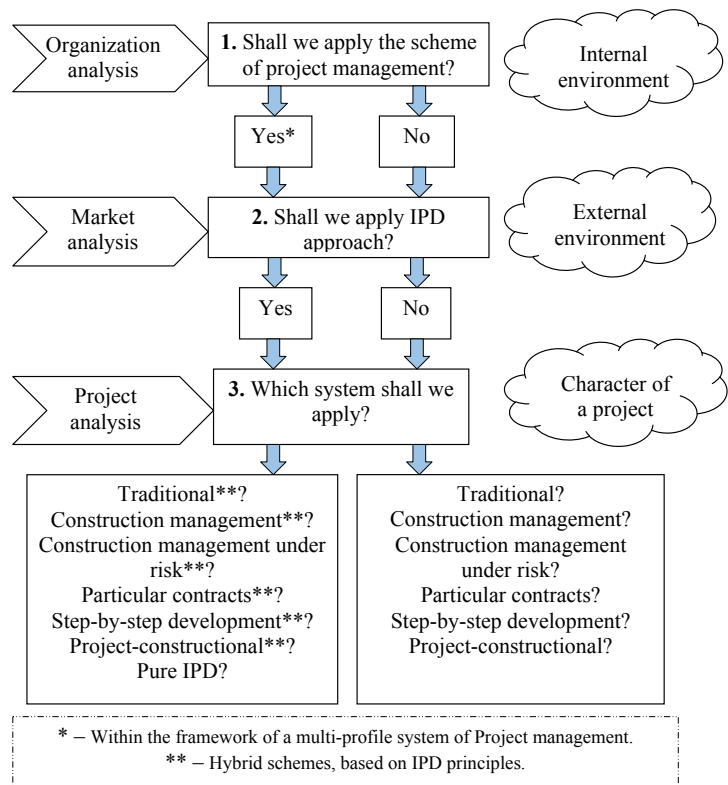 Organization
analysis
1. Shall we apply the scheme
of project management?
Internal
environment
Yes*
No
Market
analysis
2. Shall we apply IPD
approach?
External
environment
Yes
No
Project
analysis
3. Which system shall we
apply?
Character of
a project
Traditional**?
Construction management**?
Construction management under
risk**?
Particular contracts**?
Step-by-step development**?
Project-constructional**?
Pure IPD?
Traditional?
Construction management?
Construction management
under risk?
Particular contracts?
Step-by-step development?
Project-constructional?
* – Within the framework of a multi-profile system of Project management.
** – Hybrid schemes, based on IPD principles.